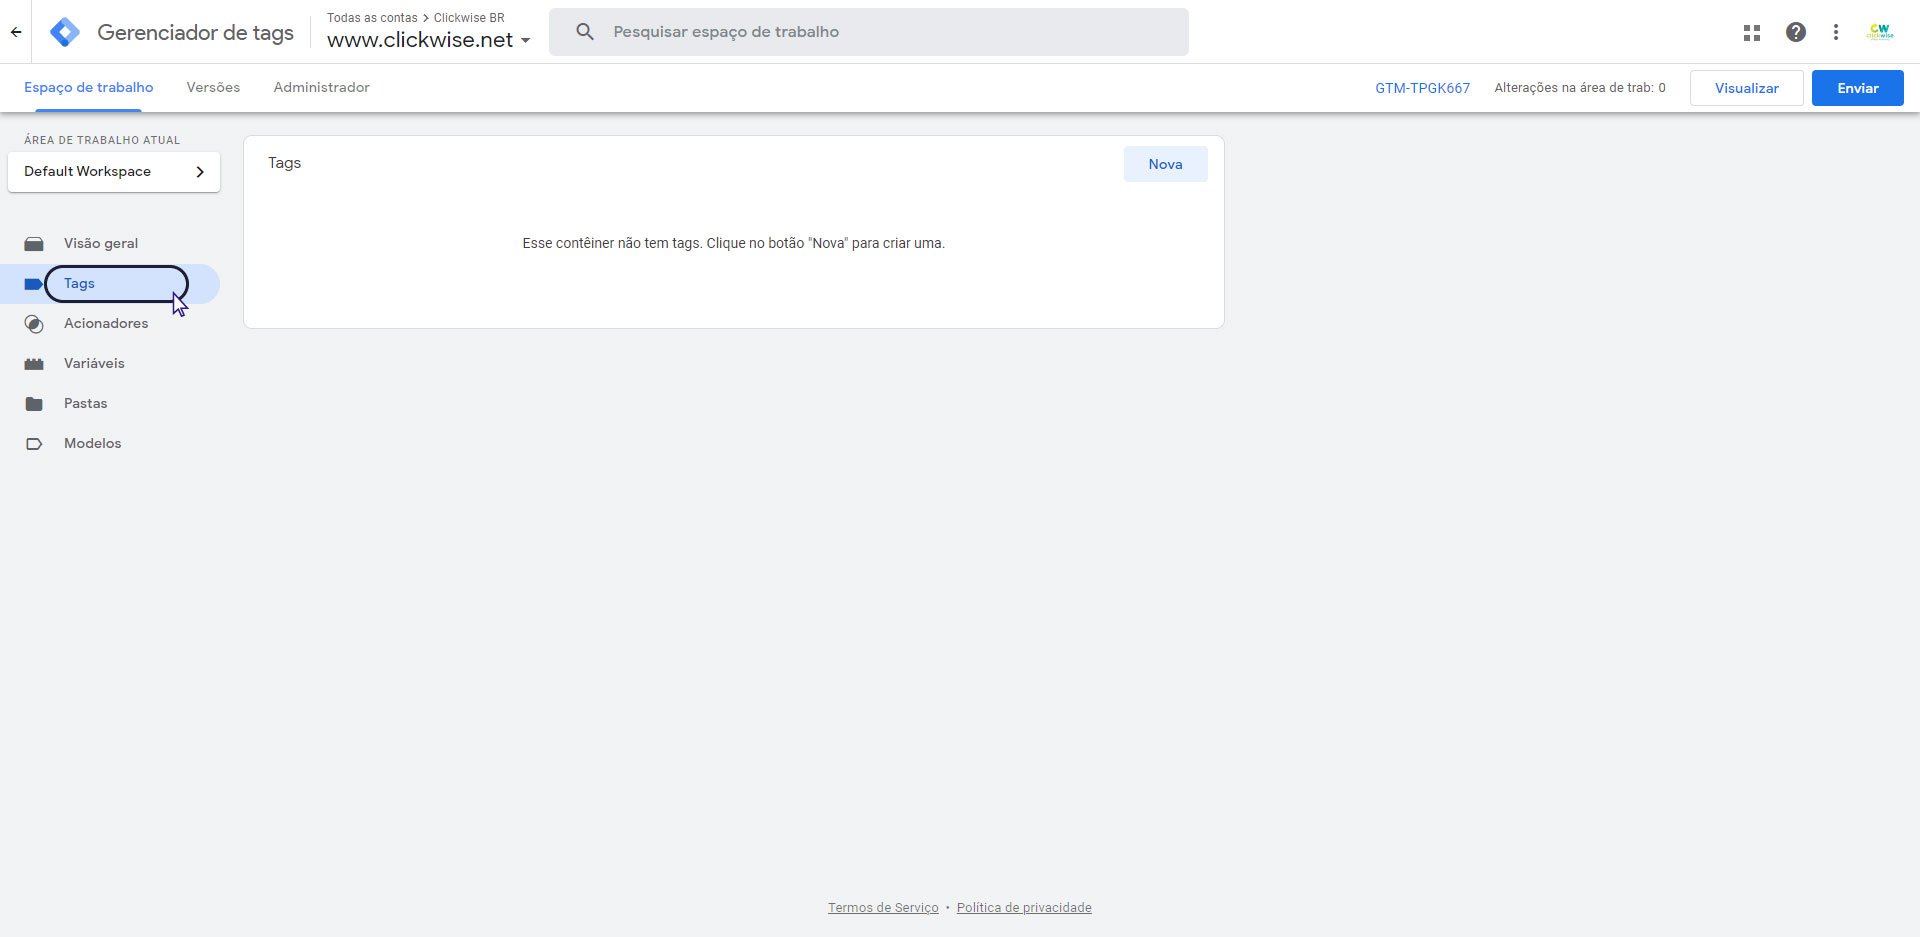 Gerenciador de tags
Todas as contas > Clickwise BR
www.clickwise.net
Pesquisar espaço de trabalho
CW
clickwise
Espaço de trabalho
Versões
Administrador
GTM-TPGK667
Alterações na área de trab: 0
Visualizar
Enviar
ÁREA DE TRABALHO ATUAL
Default Workspace
Visão geral
Tags
Acionadores
Variáveis
Pastas
Modelos
Tags
Nova
Esse contêiner não tem tags. Clique no botão "Nova" para criar uma.
Termos de Serviço • Política de privacidade